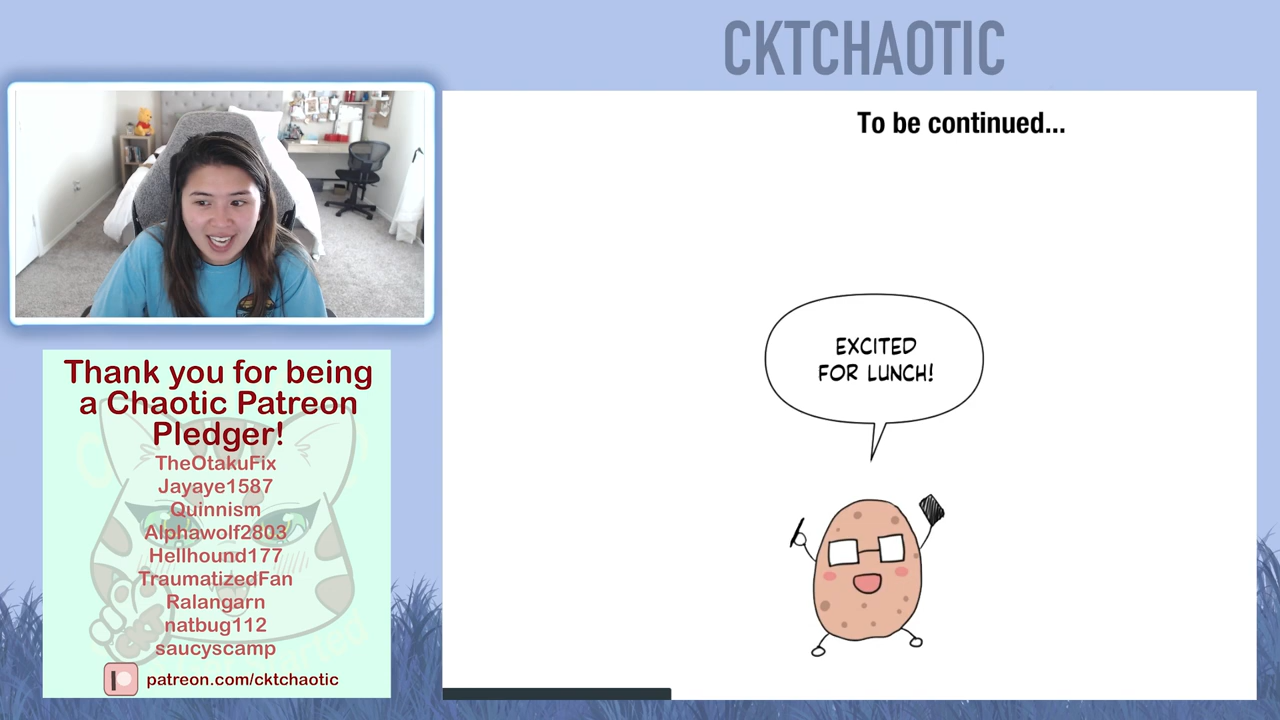 CKTCHAOTIC
To be continued...
EXCITED
FOR LUNCH!
Thank you for being
a Chaotic Patreon
Pledger!
TheOtakuFix
Jayaye1587
Quinnism
Alphawolf2803
Hellhound177
TraumatizedFan
Ralangarn
natbug112
saucyscamp
patreon.com/cktchaotic